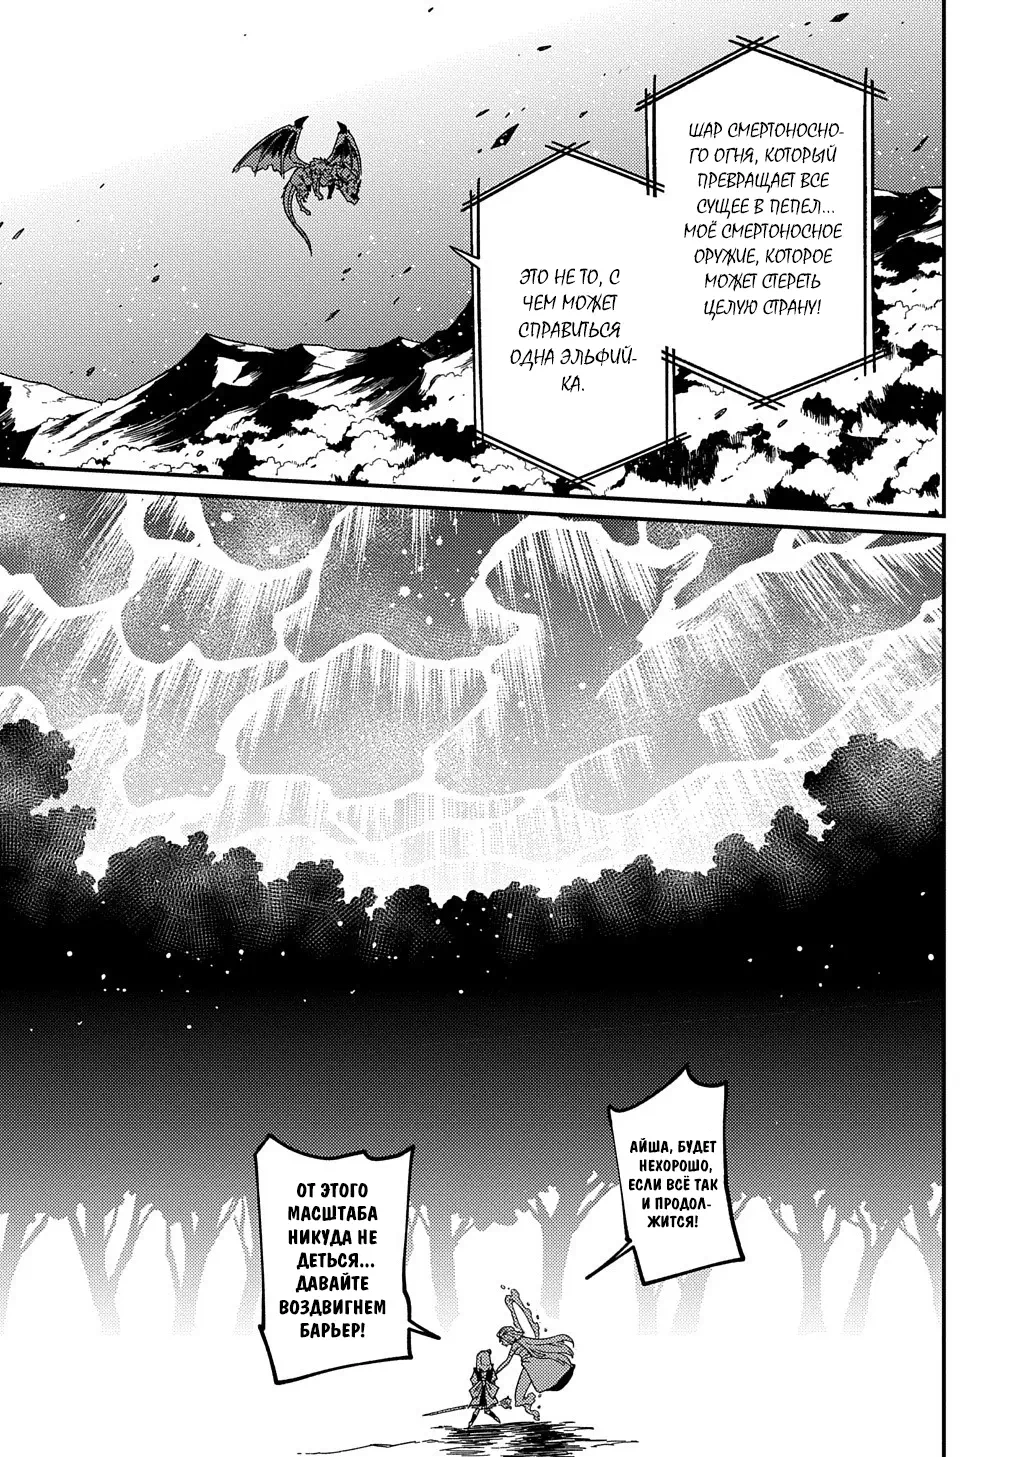 ШАР СМЕРТОНОСНО-
ГО ОГНЯ, КОТОРЫЙ
ПРЕВРАЩАЕТ ВСЕ
СУЩЕЕ В ПЕПЕЛ...
МОЁ СМЕРТОНОСНОЕ
ОРУЖИЕ, КОТОРОЕ
МОЖЕТ СТЕРЕТЬ
ЦЕЛУЮ СТРАНУ!
ЭТО НЕ ТО, С
ЧЕМ МОЖЕТ
СПРАВИТЬСЯ
ОДНА ЭЛЬФИЙ-
КА.
АЙША, БУДЕТ
НЕХОРОШО,
ЕСЛИ ВСЁ ТАК
И ПРОДОЛ-
ЖИТСЯ!
ОТ ЭТОГО
МАСШТАБА
НИКУДА НЕ
ДЕТЬСЯ...
ДАВАЙТЕ
ВОЗДВИГНЕМ
БАРЬЕР!